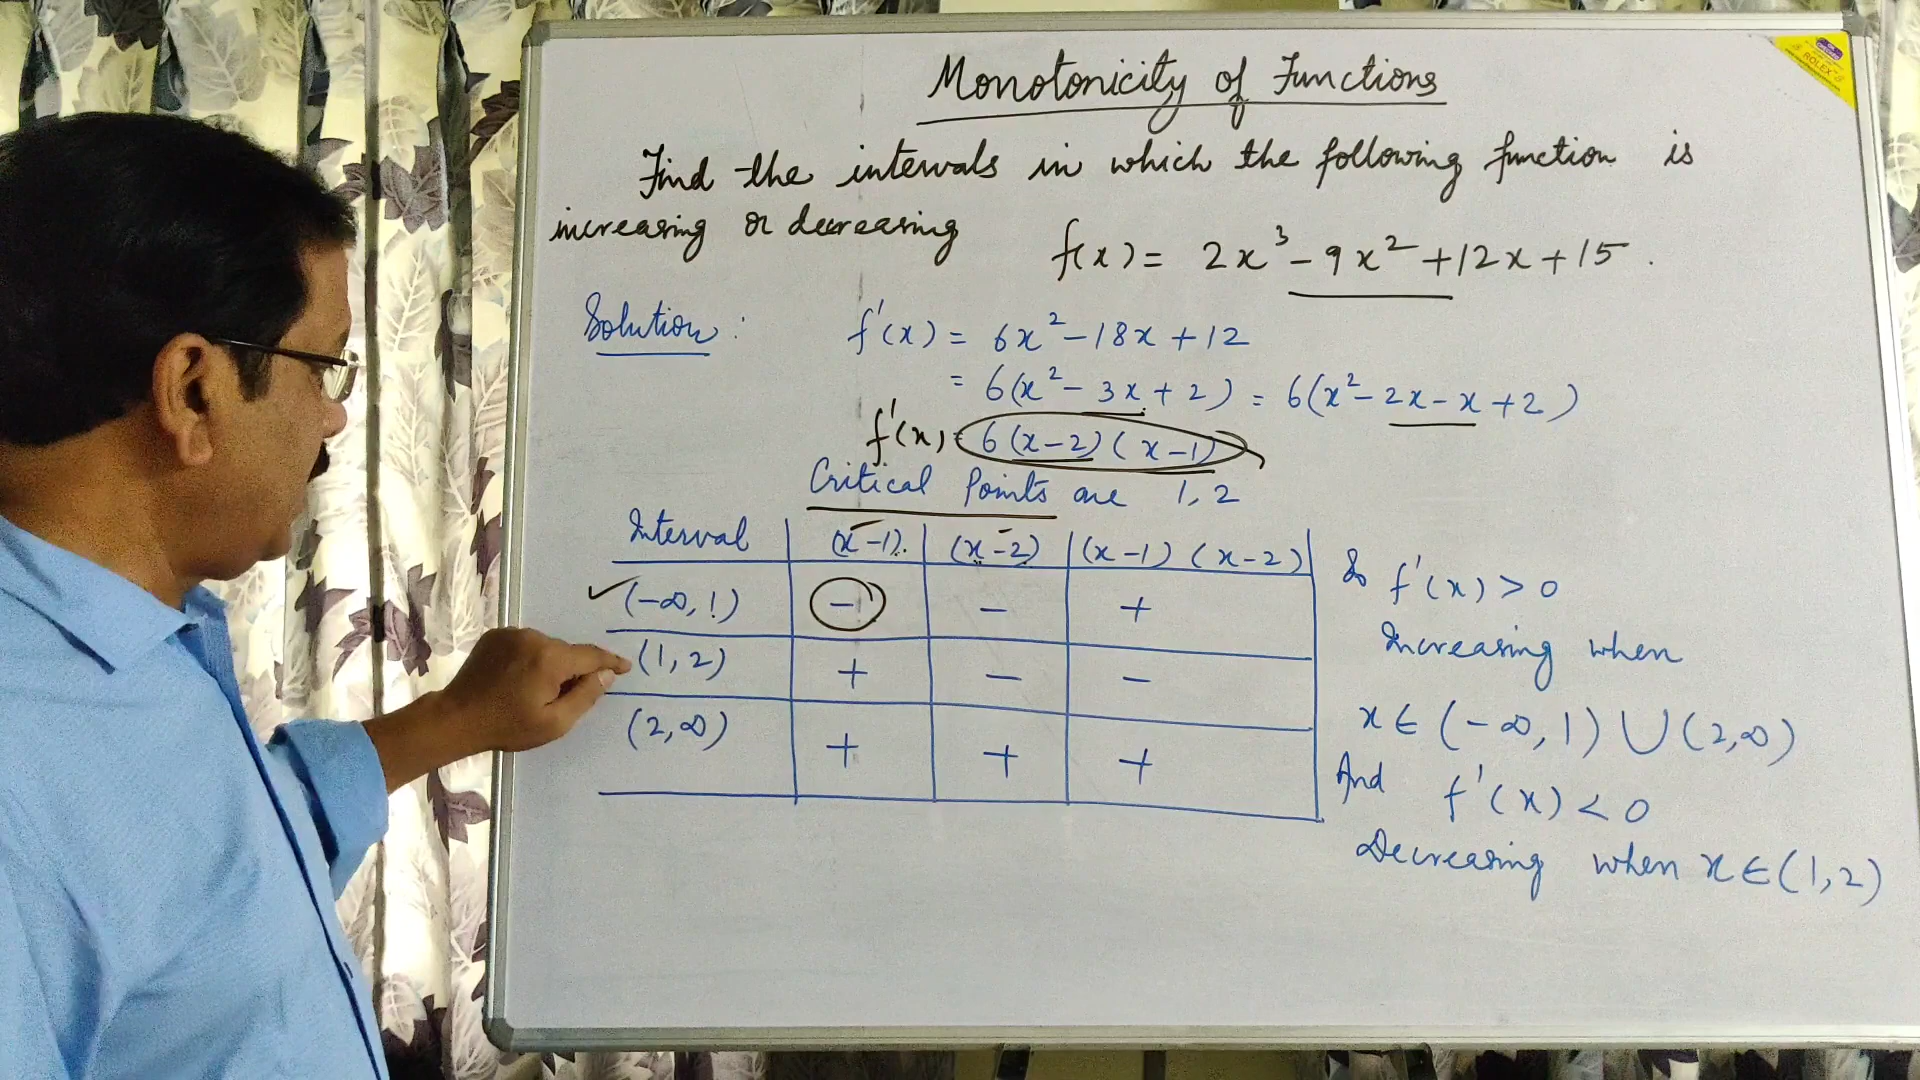 Monotonicity of Functions
Find the intervals in which the following function is
increasing or decreasing f(x) = 2x³ - 9x² + 12x + 15.
Solution: f'(x) = 6x² - 18x + 12
= 6(x² - 3x + 2) = 6(x² - 2x - x + 2)
f'(x) = 6(x-2)(x-1)
Critical Points are 1, 2
Interval (x-1) (x-2) (x-1)(x-2)
(-∞, 1) - - +
(1, 2) + - -
(2, ∞) + + +
So f'(x) > 0
Increasing when
x ∈ (-∞, 1) ∪ (2, ∞)
And f'(x) < 0
Decreasing when x ∈ (1, 2)
ROLEX